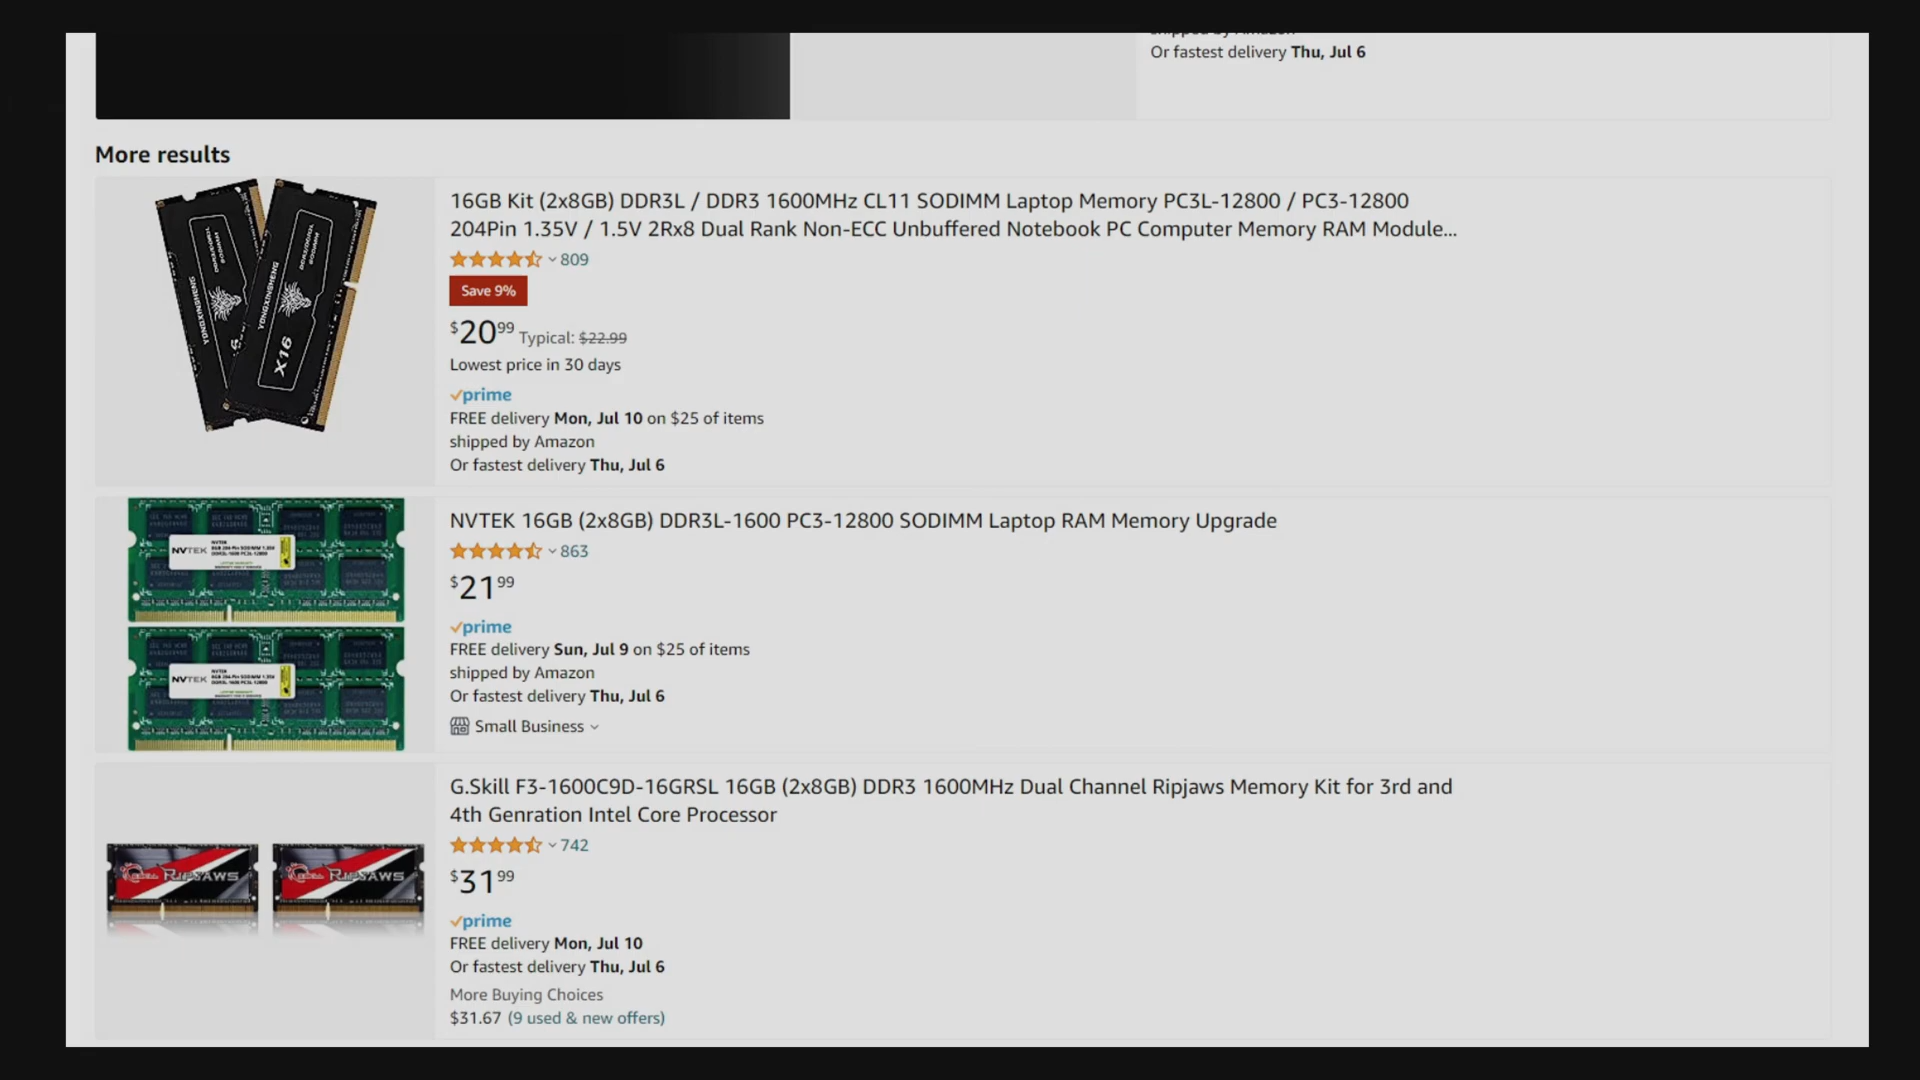 Or fastest delivery Thu, Jul 6
More results
16GB Kit (2x8GB) DDR3L / DDR3 1600MHz CL11 SODIMM Laptop Memory PC3L-12800 / PC3-12800
204Pin 1.35V / 1.5V 2Rx8 Dual Rank Non-ECC Unbuffered Notebook PC Computer Memory RAM Module...
809
Save 9%
$20.99 Typical: $22.99
Lowest price in 30 days
prime
FREE delivery Mon, Jul 10 on $25 of items
shipped by Amazon
Or fastest delivery Thu, Jul 6
YONGXINSHENG
X16
NVTEK 16GB (2x8GB) DDR3L-1600 PC3-12800 SODIMM Laptop RAM Memory Upgrade
863
$21.99
prime
FREE delivery Sun, Jul 9 on $25 of items
shipped by Amazon
Or fastest delivery Thu, Jul 6
Small Business
NVTEK
NVTEK
G.Skill F3-1600C9D-16GRSL 16GB (2x8GB) DDR3 1600MHz Dual Channel Ripjaws Memory Kit for 3rd and
4th Genration Intel Core Processor
742
$31.99
prime
FREE delivery Mon, Jul 10
Or fastest delivery Thu, Jul 6
More Buying Choices
$31.67 (9 used & new offers)
RIPJAWS
RIPJAWS